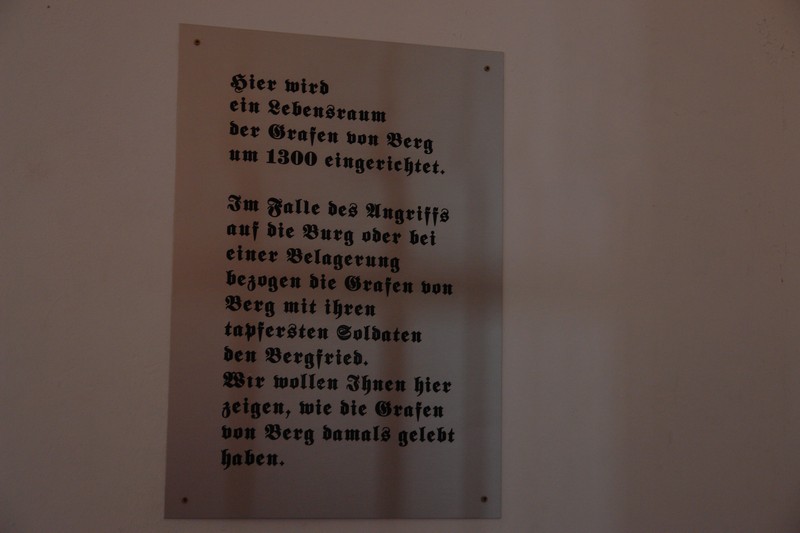 Hier wird
ein Lebensraum
der Grafen von Berg
um 1300 eingerichtet.
Im Falle des Angriffs
auf die Burg oder bei
einer Belagerung
bezogen die Grafen von
Berg mit ihren
tapfersten Soldaten
den Bergfried.
Wir wollen Ihnen hier
zeigen, wie die Grafen
von Berg damals gelebt
haben.